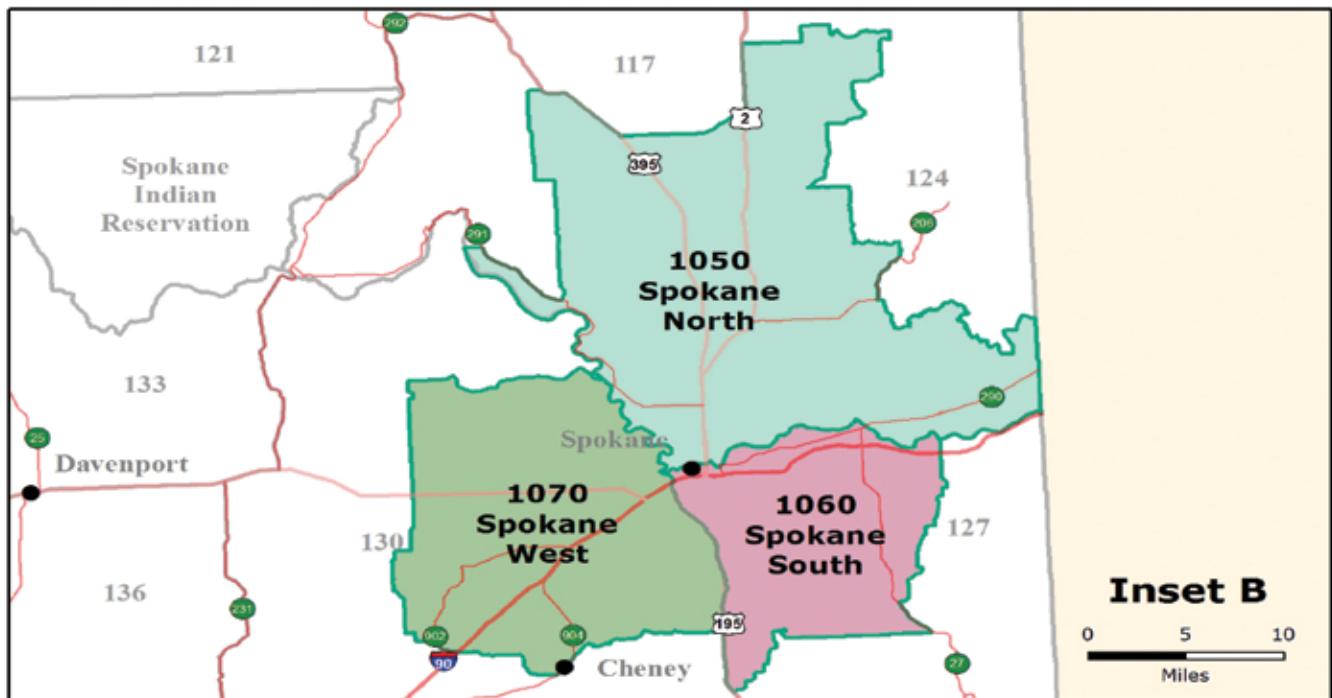 292
121
117
2
395
Spokane
Indian
Reservation
124
206
291
1050
Spokane
North
133
290
25
Spokane
Davenport
1070
Spokane
West
1060
Spokane
South
130
127
136
Inset B
231
0 5 10
Miles
195
902
904
90
Cheney
27